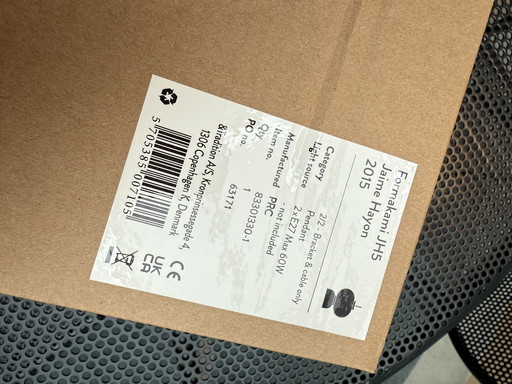 Formakami JH5
Jaime Hayon
2015
Category 2/2 - Bracket & cable only
Light source Pendant
2 x E27 Max 60W
- not included
Manufactured PRC
Item no. 83301330-1
Qty. 1
PO no. 63171
&tradition A/S, Kronprinsessegade 4,
1306 Copenhagen K, Denmark
5 705385 007105
CE
UK
CA